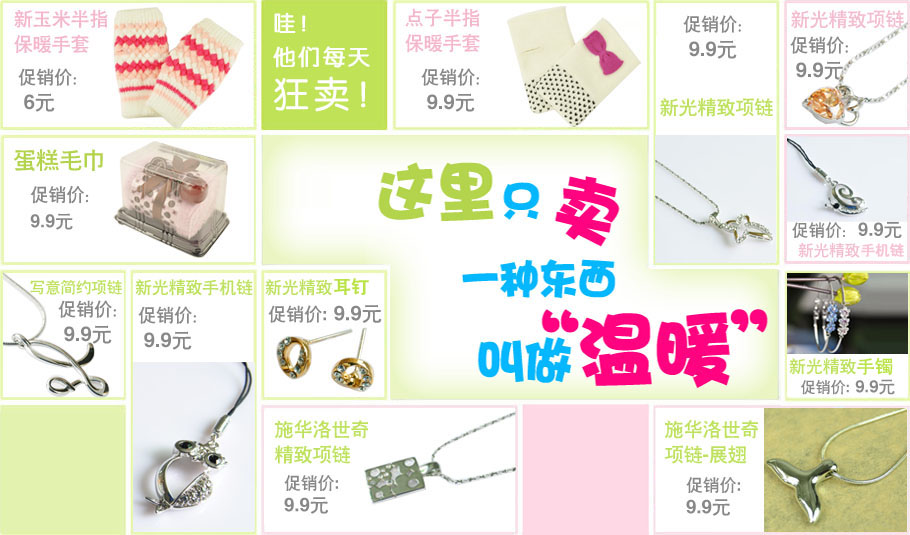 新玉米半指
保暖手套
促销价:
6元
哇!
他们每天
狂卖!
点子半指
保暖手套
促销价:
9.9元
促销价:
9.9元
新光精致项链
新光精致项链
促销价:
9.9元
蛋糕毛巾
促销价:
9.9元
这里只卖
一种东西
叫做“温暖”
促销价: 9.9元
新光精致手机链
写意简约项链
促销价:
9.9元
新光精致手机链
促销价:
9.9元
新光精致耳钉
促销价: 9.9元
新光精致手镯
促销价: 9.9元
施华洛世奇
精致项链
促销价:
9.9元
施华洛世奇
项链-展翅
促销价:
9.9元